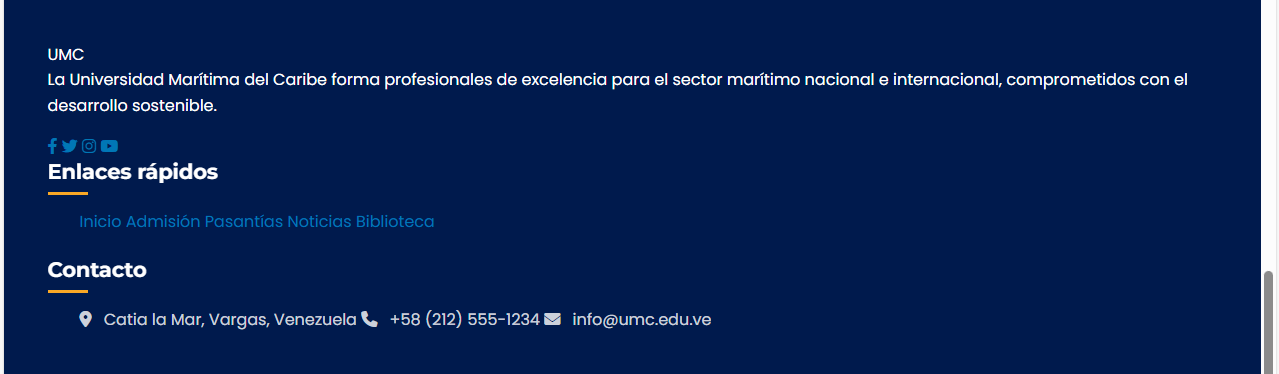 UMC
La Universidad Marítima del Caribe forma profesionales de excelencia para el sector marítimo nacional e internacional, comprometidos con el
desarrollo sostenible.
Enlaces rápidos
Inicio Admisión Pasantías Noticias Biblioteca
Contacto
Catia la Mar, Vargas, Venezuela +58 (212) 555-1234 info@umc.edu.ve